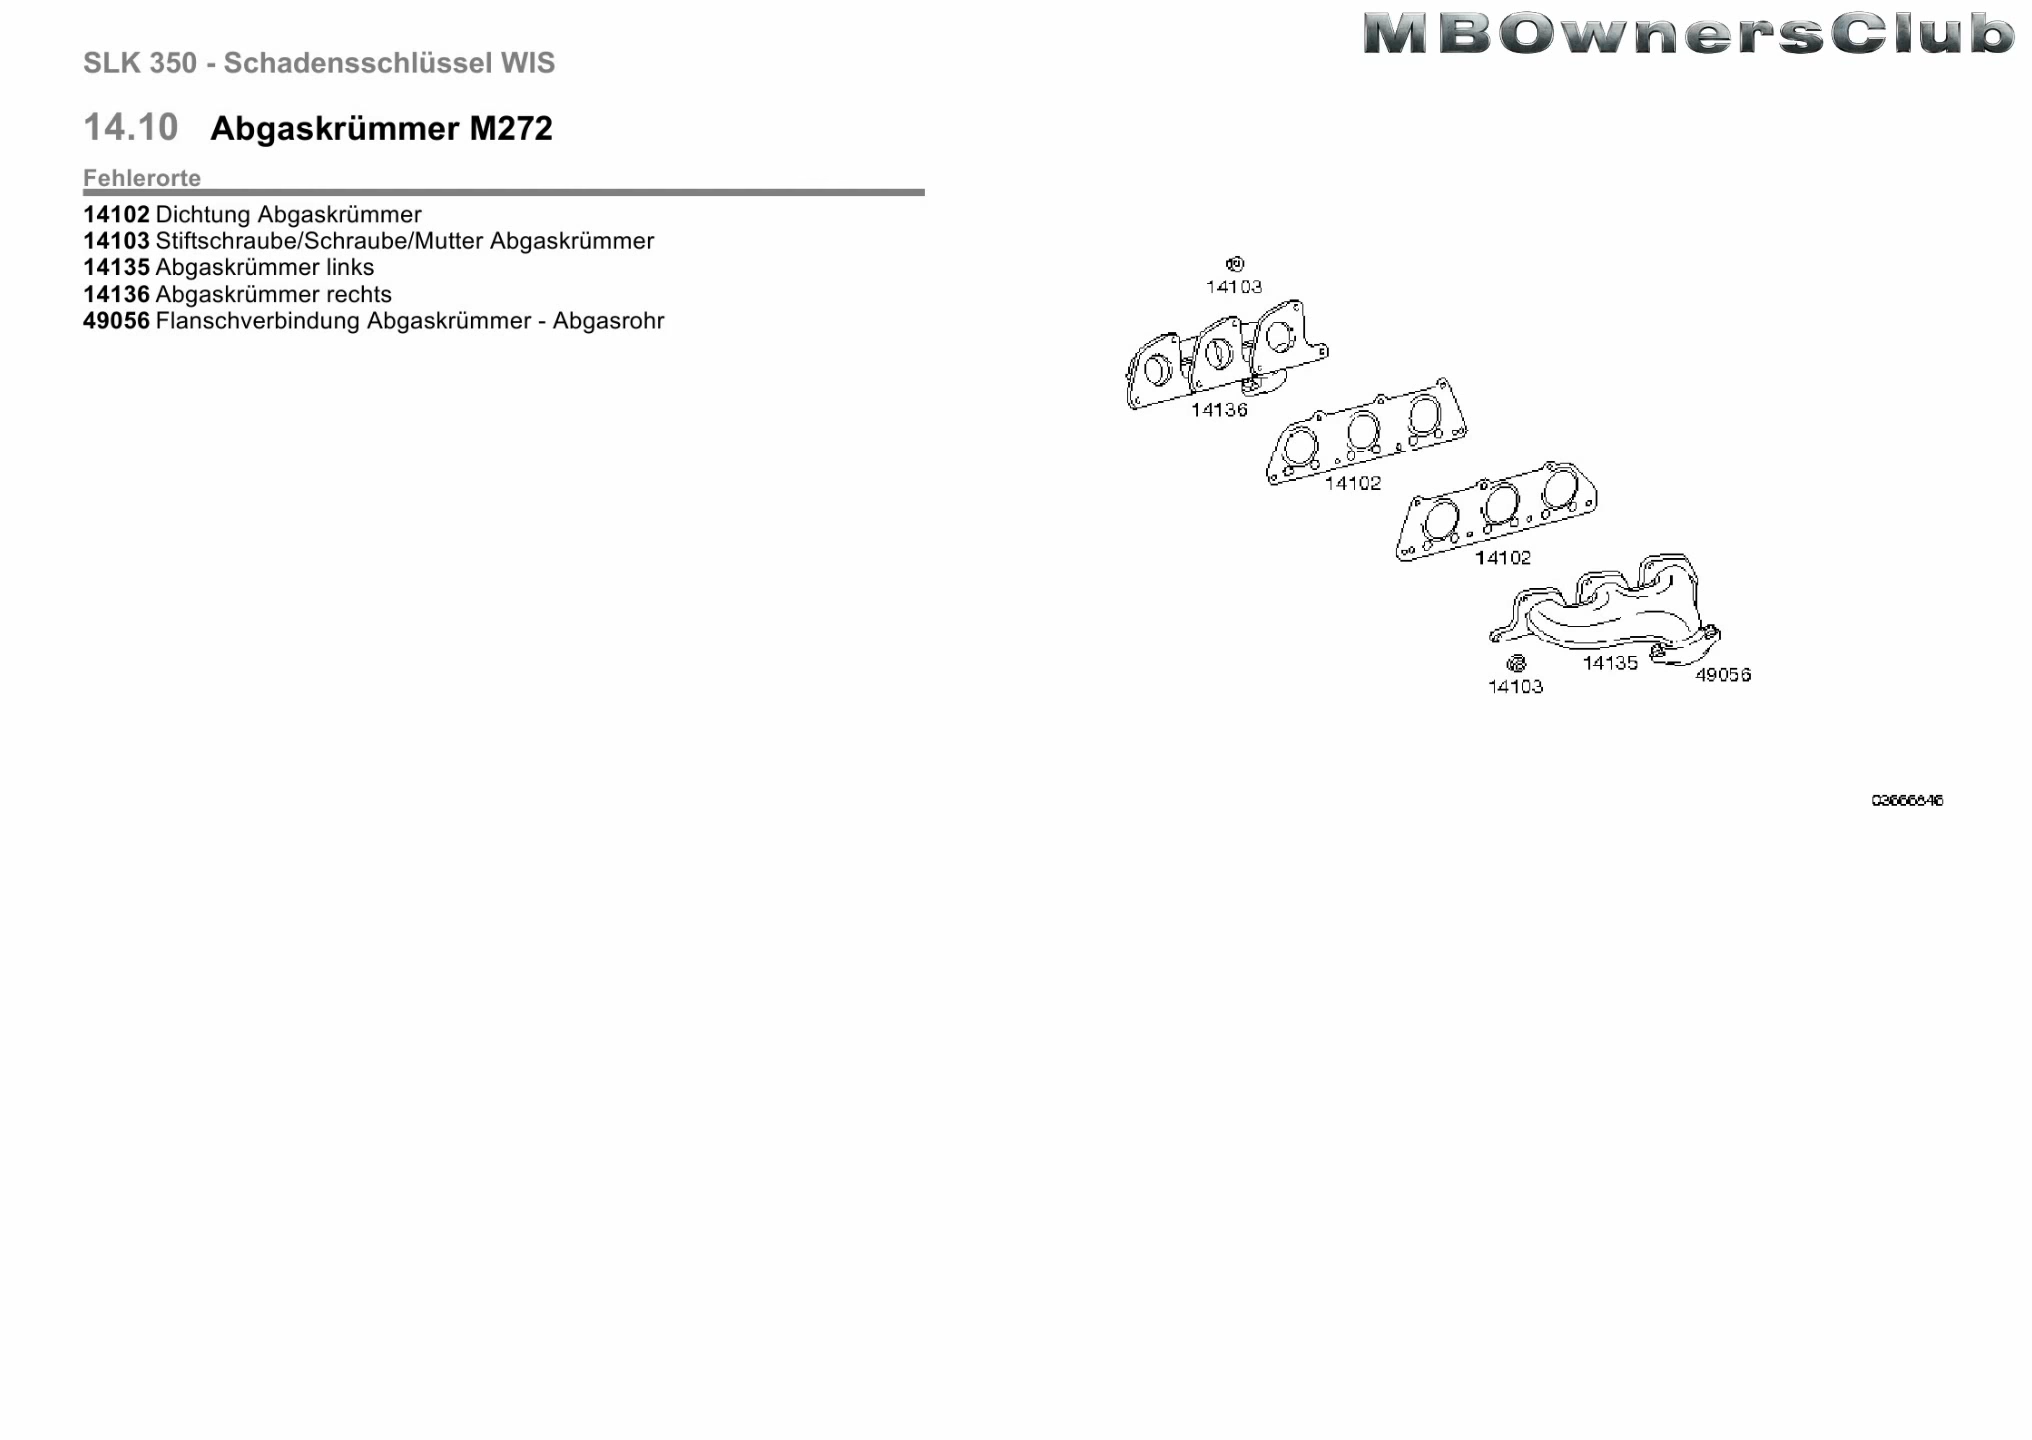 MBOwnersClub
SLK 350 - Schadensschlüssel WIS
14.10 Abgaskrümmer M272
Fehlerorte
14102 Dichtung Abgaskrümmer
14103 Stiftschraube/Schraube/Mutter Abgaskrümmer
14135 Abgaskrümmer links
14136 Abgaskrümmer rechts
49056 Flanschverbindung Abgaskrümmer - Abgasrohr
14103
14136
14102
14102
14135
49056
14103